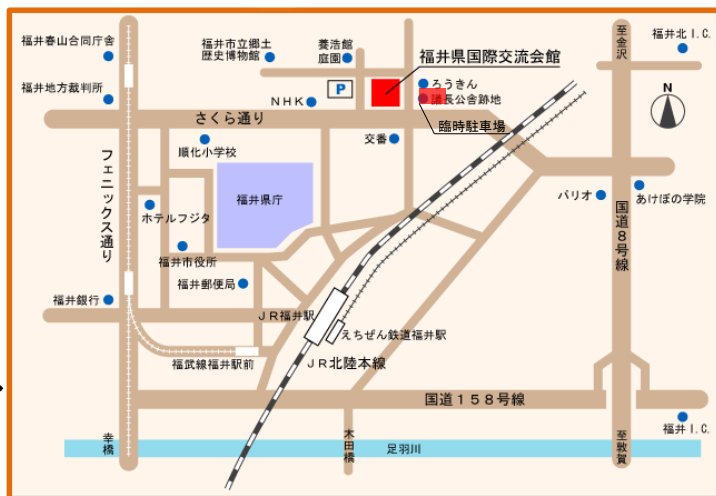 福井春山合同庁舎
福井市立郷土
歴史博物館
養浩館
庭園
福井県国際交流会館
至金沢
福井北I.C.
福井地方裁判所
P
ろうきん
議長公舎跡地
NHK
N
さくら通り
臨時駐車場
順化小学校
交番
フェニックス通り
福井県庁
バリオ
あけぼの学院
ホテルフジタ
国道8号線
福井市役所
福井郵便局
福井銀行
JR福井駅
えちぜん鉄道福井駅
福武線福井駅前
JR北陸本線
国道158号線
福井I.C.
幸橋
木田橋
足羽川
至敦賀